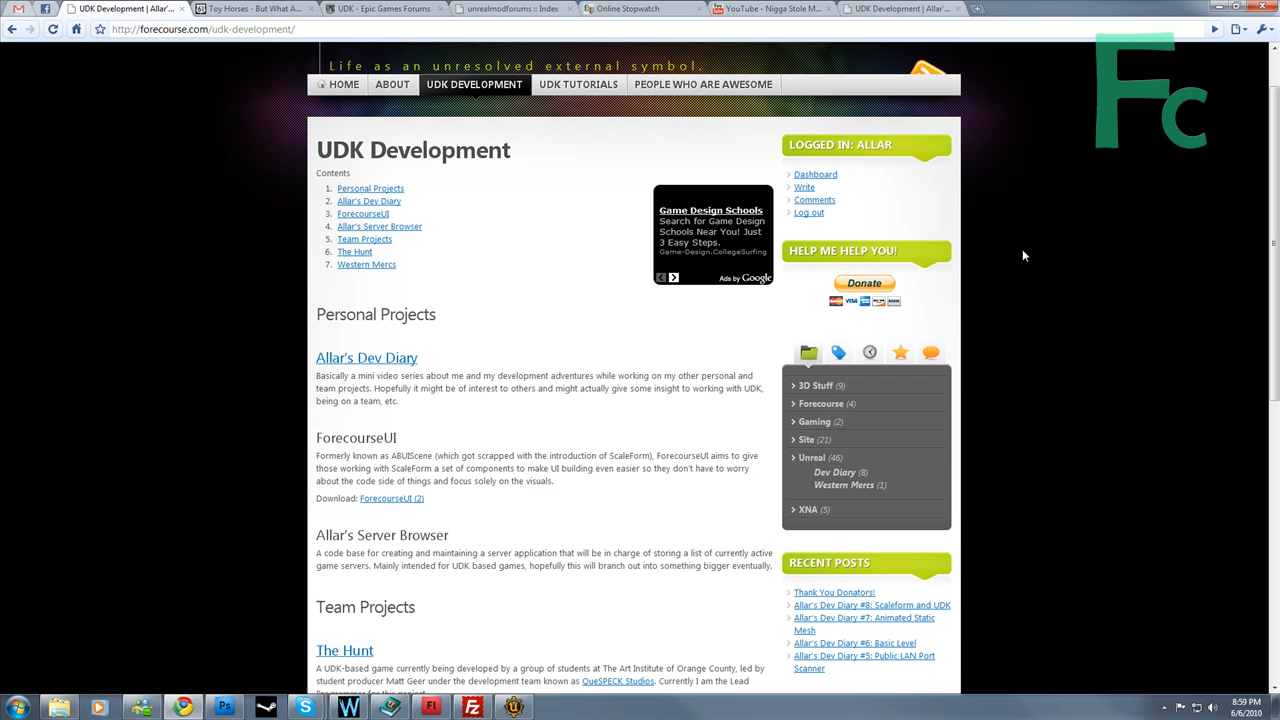 UDK Development | Allar'...
Toy Horses - But What A...
UDK - Epic Games Forums
unrealmodforums :: Index
Online Stopwatch
YouTube - Nigga Stole M...
UDK Development | Allar'...
http://forecourse.com/udk-development/
Life as an unresolved external symbol.
Fc
HOME ABOUT UDK DEVELOPMENT UDK TUTORIALS PEOPLE WHO ARE AWESOME
UDK Development
Contents
1. Personal Projects
2. Allar's Dev Diary
3. ForecourseUI
4. Allar's Server Browser
5. Team Projects
6. The Hunt
7. Western Mercs
Game Design Schools
Search for Game Design
Schools Near You! Just
3 Easy Steps.
Game-Design.CollegeSurfing
Ads by Google
Personal Projects
Allar's Dev Diary
Basically a mini video series about me and my development adventures while working on my other personal and
team projects. Hopefully it might be of interest to others and might actually give some insight to working with UDK,
being on a team, etc.
ForecourseUI
Formerly known as ABUIScene (which got scrapped with the introduction of ScaleForm), ForecourseUI aims to give
those working with ScaleForm a set of components to make UI building even easier so they don't have to worry
about the code side of things and focus solely on the visuals.
Download: ForecourseUI (2)
Allar's Server Browser
A code base for creating and maintaining a server application that will be in charge of storing a list of currently active
game servers. Mainly intended for UDK based games, hopefully this will branch out into something bigger eventually.
Team Projects
The Hunt
A UDK-based game currently being developed by a group of students at The Art Institute of Orange County, led by
student producer Matt Geer under the development team known as QueSPECK Studios. Currently I am the Lead
Programmer for this project.
LOGGED IN: ALLAR
Dashboard
Write
Comments
Log out
HELP ME HELP YOU!
Donate
VISA
BANK
3D Stuff (9)
Forecourse (4)
Gaming (2)
Site (21)
Unreal (46)
Dev Diary (8)
Western Mercs (1)
XNA (5)
RECENT POSTS
Thank You Donators!
Allar's Dev Diary #8: Scaleform and UDK
Allar's Dev Diary #7: Animated Static
Mesh
Allar's Dev Diary #6: Basic Level
Allar's Dev Diary #5: Public LAN Port
Scanner
Ps
S
W
Fl
Fz
8:59 PM
6/6/2010